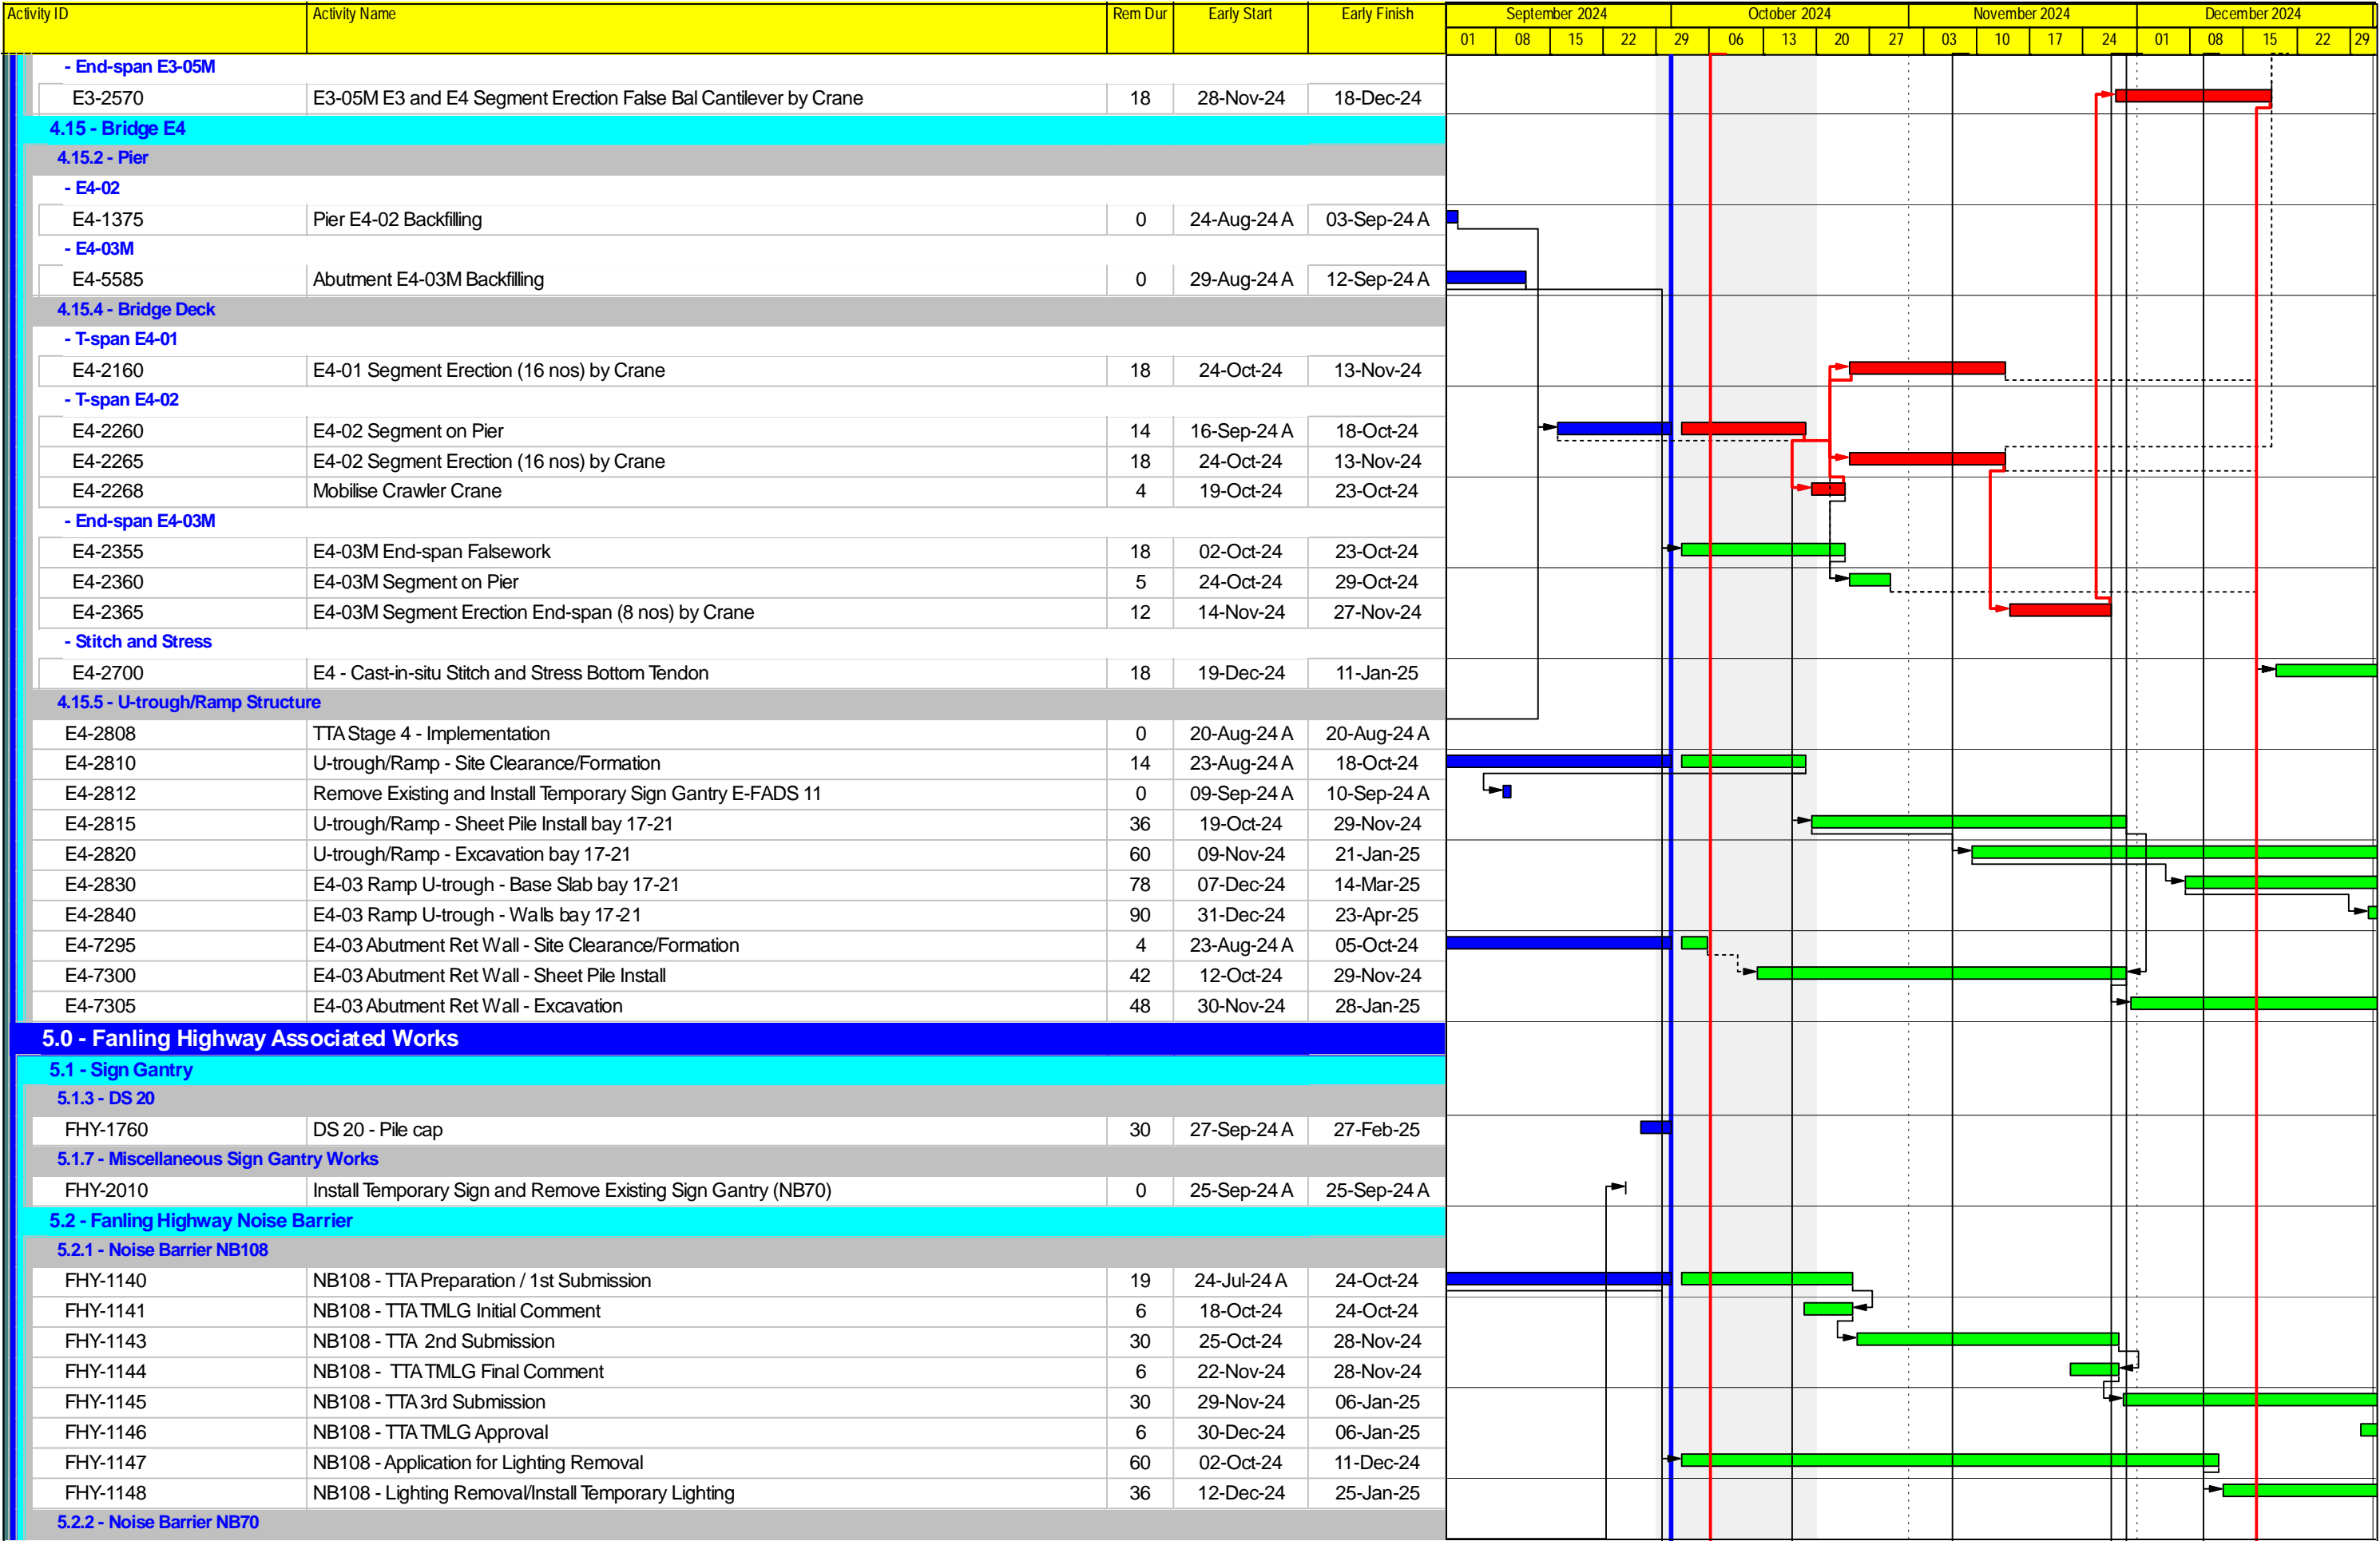 Activity ID Activity Name Rem Dur Early Start Early Finish September 2024 October 2024 November 2024 December 2024
01 08 15 22 29 06 13 20 27 03 10 17 24 01 08 15 22 29
- End-span E3-05M
E3-2570 E3-05M E3 and E4 Segment Erection False Bal Cantilever by Crane 18 28-Nov-24 18-Dec-24
4.15 - Bridge E4
4.15.2 - Pier
- E4-02
E4-1375 Pier E4-02 Backfilling 0 24-Aug-24 A 03-Sep-24 A
- E4-03M
E4-5585 Abutment E4-03M Backfilling 0 29-Aug-24 A 12-Sep-24 A
4.15.4 - Bridge Deck
- T-span E4-01
E4-2160 E4-01 Segment Erection (16 nos) by Crane 18 24-Oct-24 13-Nov-24
- T-span E4-02
E4-2260 E4-02 Segment on Pier 14 16-Sep-24 A 18-Oct-24
E4-2265 E4-02 Segment Erection (16 nos) by Crane 18 24-Oct-24 13-Nov-24
E4-2268 Mobilise Crawler Crane 4 19-Oct-24 23-Oct-24
- End-span E4-03M
E4-2355 E4-03M End-span Falsework 18 02-Oct-24 23-Oct-24
E4-2360 E4-03M Segment on Pier 5 24-Oct-24 29-Oct-24
E4-2365 E4-03M Segment Erection End-span (8 nos) by Crane 12 14-Nov-24 27-Nov-24
- Stitch and Stress
E4-2700 E4 - Cast-in-situ Stitch and Stress Bottom Tendon 18 19-Dec-24 11-Jan-25
4.15.5 - U-trough/Ramp Structure
E4-2808 TTA Stage 4 - Implementation 0 20-Aug-24 A 20-Aug-24 A
E4-2810 U-trough/Ramp - Site Clearance/Formation 14 23-Aug-24 A 18-Oct-24
E4-2812 Remove Existing and Install Temporary Sign Gantry E-FADS 11 0 09-Sep-24 A 10-Sep-24 A
E4-2815 U-trough/Ramp - Sheet Pile Install bay 17-21 36 19-Oct-24 29-Nov-24
E4-2820 U-trough/Ramp - Excavation bay 17-21 60 09-Nov-24 21-Jan-25
E4-2830 E4-03 Ramp U-trough - Base Slab bay 17-21 78 07-Dec-24 14-Mar-25
E4-2840 E4-03 Ramp U-trough - Walls bay 17-21 90 31-Dec-24 23-Apr-25
E4-7295 E4-03 Abutment Ret Wall - Site Clearance/Formation 4 23-Aug-24 A 05-Oct-24
E4-7300 E4-03 Abutment Ret Wall - Sheet Pile Install 42 12-Oct-24 29-Nov-24
E4-7305 E4-03 Abutment Ret Wall - Excavation 48 30-Nov-24 28-Jan-25
5.0 - Fanling Highway Associated Works
5.1 - Sign Gantry
5.1.3 - DS 20
FHY-1760 DS 20 - Pile cap 30 27-Sep-24 A 27-Feb-25
5.1.7 - Miscellaneous Sign Gantry Works
FHY-2010 Install Temporary Sign and Remove Existing Sign Gantry (NB70) 0 25-Sep-24 A 25-Sep-24 A
5.2 - Fanling Highway Noise Barrier
5.2.1 - Noise Barrier NB108
FHY-1140 NB108 - TTA Preparation / 1st Submission 19 24-Jul-24 A 24-Oct-24
FHY-1141 NB108 - TTA TMLG Initial Comment 6 18-Oct-24 24-Oct-24
FHY-1143 NB108 - TTA 2nd Submission 30 25-Oct-24 28-Nov-24
FHY-1144 NB108 - TTA TMLG Final Comment 6 22-Nov-24 28-Nov-24
FHY-1145 NB108 - TTA 3rd Submission 30 29-Nov-24 06-Jan-25
FHY-1146 NB108 - TTA TMLG Approval 6 30-Dec-24 06-Jan-25
FHY-1147 NB108 - Application for Lighting Removal 60 02-Oct-24 11-Dec-24
FHY-1148 NB108 - Lighting Removal/Install Temporary Lighting 36 12-Dec-24 25-Jan-25
5.2.2 - Noise Barrier NB70